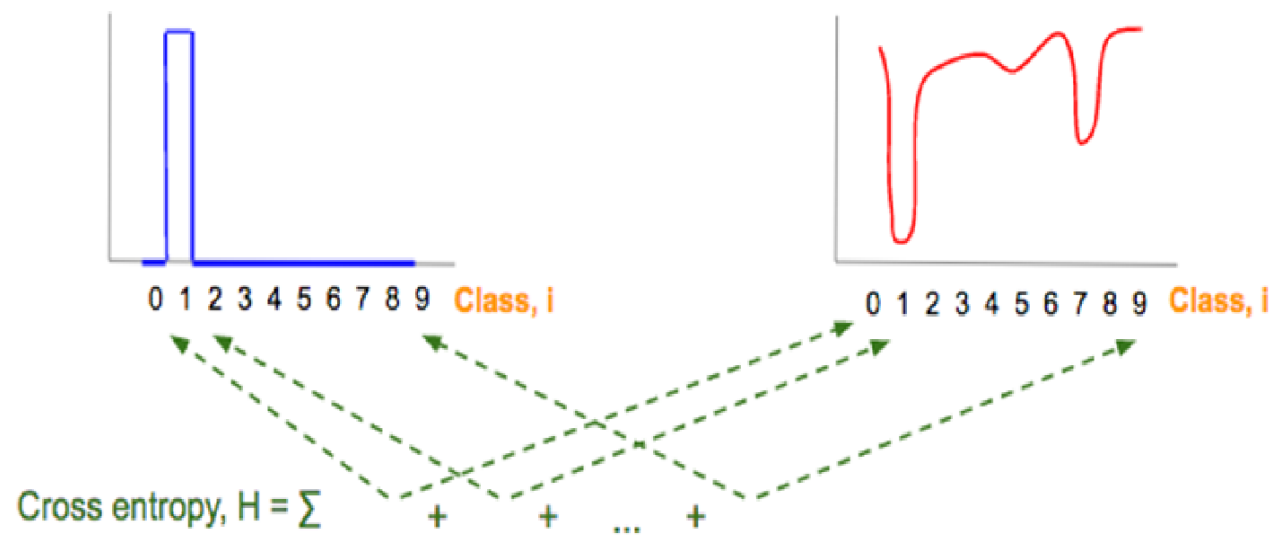 0 1 2 3 4 5 6 7 8 9 Class, i
0 1 2 3 4 5 6 7 8 9 Class, i
Cross entropy, H = ∑ + + ... +